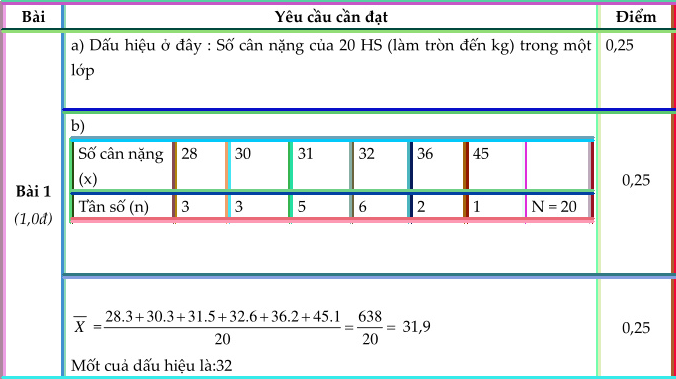 Bài Yêu cầu cần đạt Điểm
a) Dấu hiệu ở đây : Số cân nặng của 20 HS (làm tròn đến kg) trong một 0,25
lớp
b)
Số cân nặng 28 30 31 32 36 45
(x)
Tần số (n) 3 3 5 6 2 1 N = 20
0,25
Bài 1
(1,0đ)
X̅ = (28.3+30.3+31.5+32.6+36.2+45.1)/20 = 638/20 = 31,9
0,25
Mốt cuả dấu hiệu là:32